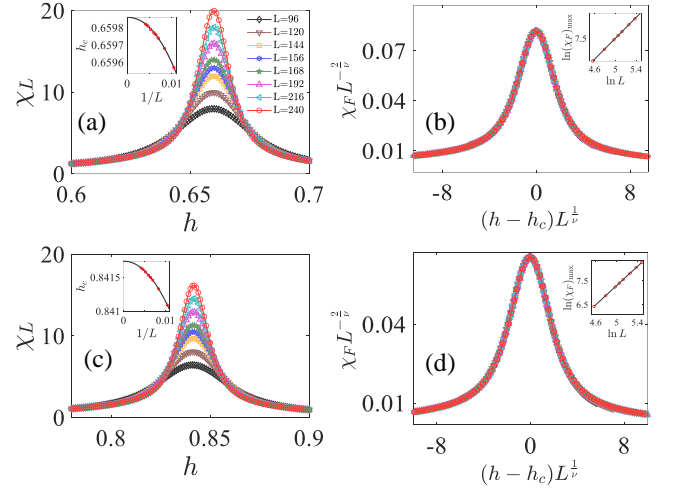 20
10
0
χ_L
(a)
0.6598
0.6597
0.6596
h_c
0
0.01
1/L
L=96
L=120
L=144
L=156
L=168
L=192
L=216
L=240
0.6
0.65
0.7
h
0.07
0.04
0.01
χ_F L^{-2/ν}
(b)
7.5
ln(χ_F)_max
4.6
5
5.4
ln L
-8
0
8
(h − h_c)L^{1/ν}
20
10
0
χ_L
(c)
0.8415
0.841
h_c
0
0.01
1/L
0.8
0.85
0.9
h
0.04
0.01
χ_F L^{-2/ν}
(d)
7.5
6.5
ln(χ_F)_max
4.6
5
5.4
ln L
-10
0
10
(h − h_c)L^{1/ν}